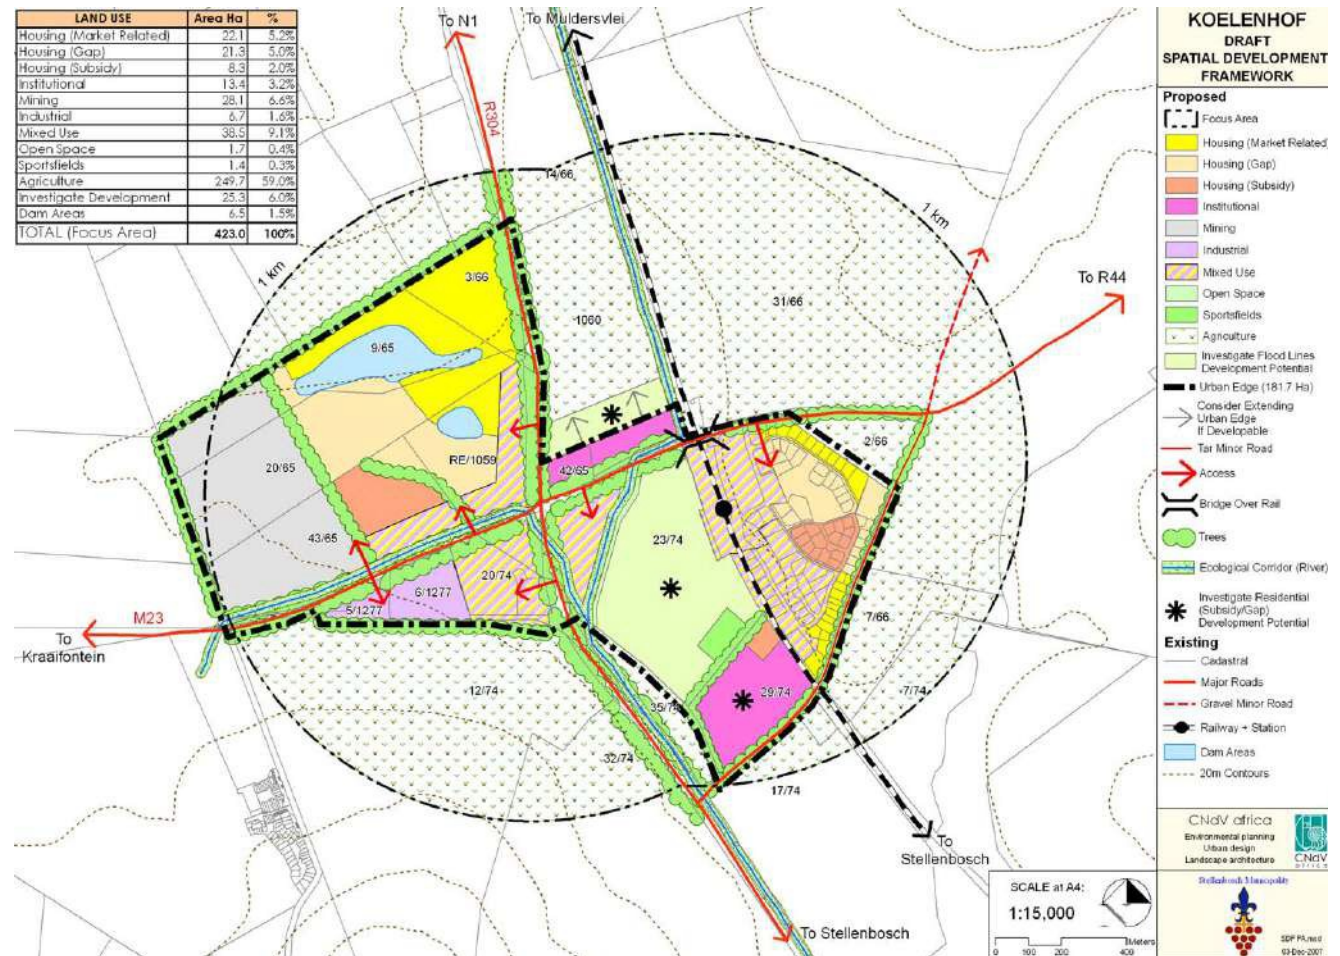 LAND USE Area Ha %
Housing (Market Related) 22.1 5.2%
Housing (Gap) 21.3 5.0%
Housing (Subsidy) 8.3 2.0%
Institutional 13.4 3.2%
Mining 28.1 6.6%
Industrial 6.7 1.6%
Mixed Use 38.5 9.1%
Open Space 1.7 0.4%
Sportsfields 1.4 0.3%
Agriculture 249.7 59.0%
Investigate Development 25.3 6.0%
Dam Areas 6.5 1.5%
TOTAL (Focus Area) 423.0 100%
To N1
To Muldersvlei
R304
14/66
1 km
1 km
3/66
31/66
To R44
1060
9/65
2/66
RE/1059
42/65
20/65
43/65
23/74
20/74
6/1277
5/1277
M23
To
Kraaifontein
7/66
12/74
29/74
7/74
35/74
32/74
17/74
To
Stellenbosch
To Stellenbosch
KOELENHOF
DRAFT
SPATIAL DEVELOPMENT
FRAMEWORK
Proposed
Focus Area
Housing (Market Related)
Housing (Gap)
Housing (Subsidy)
Institutional
Mining
Industrial
Mixed Use
Open Space
Sportsfields
Agriculture
Investigate Flood Lines
Development Potential
Urban Edge (181.7 Ha)
Consider Extending
Urban Edge
If Developable
Tar Minor Road
Access
Bridge Over Rail
Trees
Ecological Corridor (River)
Investigate Residential
(Subsidy/Gap)
Development Potential
Existing
Cadastral
Major Roads
Gravel Minor Road
Railway + Station
Dam Areas
20m Contours
CNdV africa
Environmental planning
Urban design
Landscape architecture
CNdV
africa
Stellenbosch Municipality
03-Dec-2007
SCALE at A4:
1:15,000
0 100 200 400
Meters